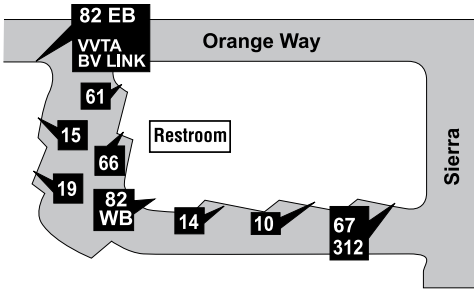 82 EB
VVTA
BV LINK
Orange Way
61
15
Restroom
66
Sierra
19
82
WB
14
10
67
312